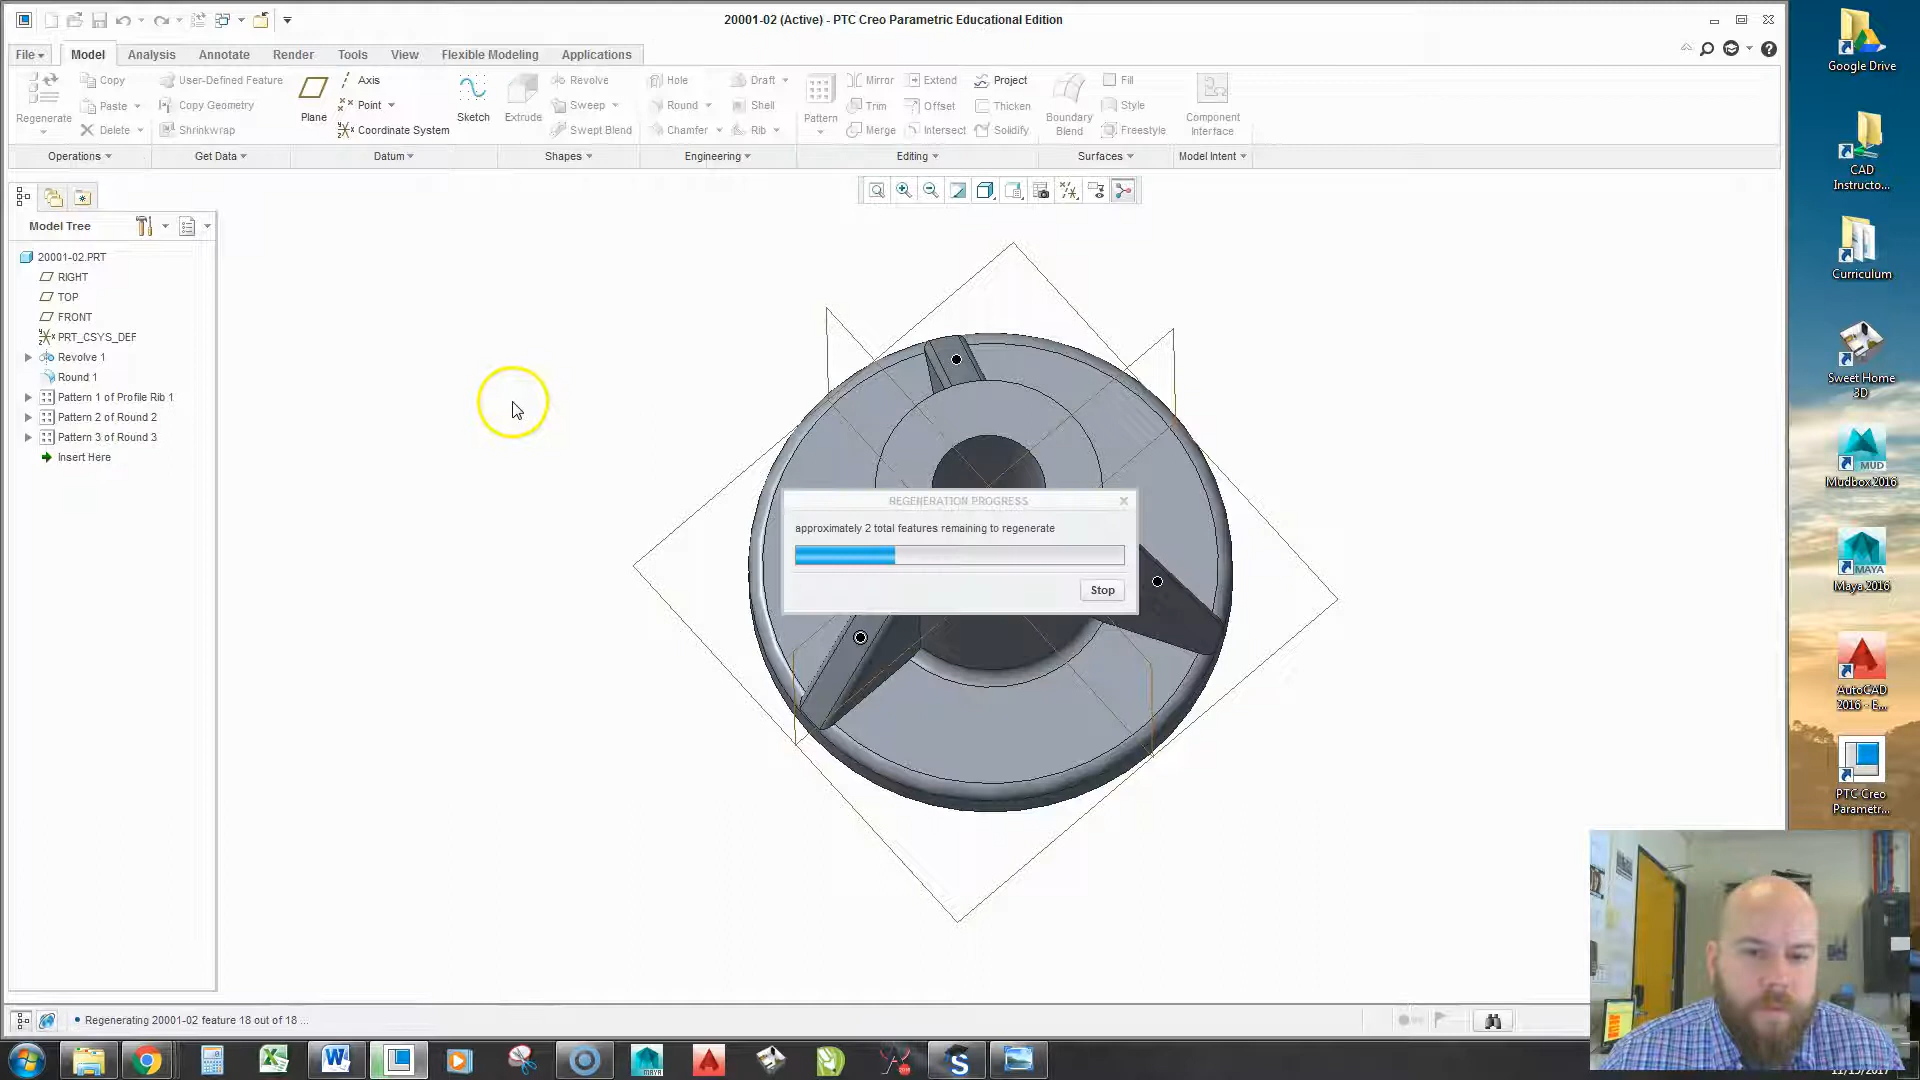 20001-02 (Active) - PTC Creo Parametric Educational Edition
File Model Analysis Annotate Render Tools View Flexible Modeling Applications
Regenerate
Copy
Paste
Delete
User-Defined Feature
Copy Geometry
Shrinkwrap
Plane
Axis
Point
Coordinate System
Sketch
Extrude
Revolve
Sweep
Swept Blend
Hole
Round
Chamfer
Draft
Shell
Rib
Pattern
Mirror
Trim
Merge
Extend
Offset
Intersect
Project
Thicken
Solidify
Boundary
Blend
Fill
Style
Freestyle
Component
Interface
Operations Get Data Datum Shapes Engineering Editing Surfaces Model Intent
Model Tree
20001-02.PRT
RIGHT
TOP
FRONT
PRT_CSYS_DEF
Revolve 1
Round 1
Pattern 1 of Profile Rib 1
Pattern 2 of Round 2
Pattern 3 of Round 3
Insert Here
REGENERATION PROGRESS
approximately 2 total features remaining to regenerate
Stop
Regenerating 20001-02 feature 18 out of 18 ...
Google Drive
CAD
Instructo...
Curriculum
Sweet Home
3D
MUD
Mudbox 2016
MAYA
Maya 2016
AutoCAD
2016 - E...
PTC Creo
Parametr...
MAYA